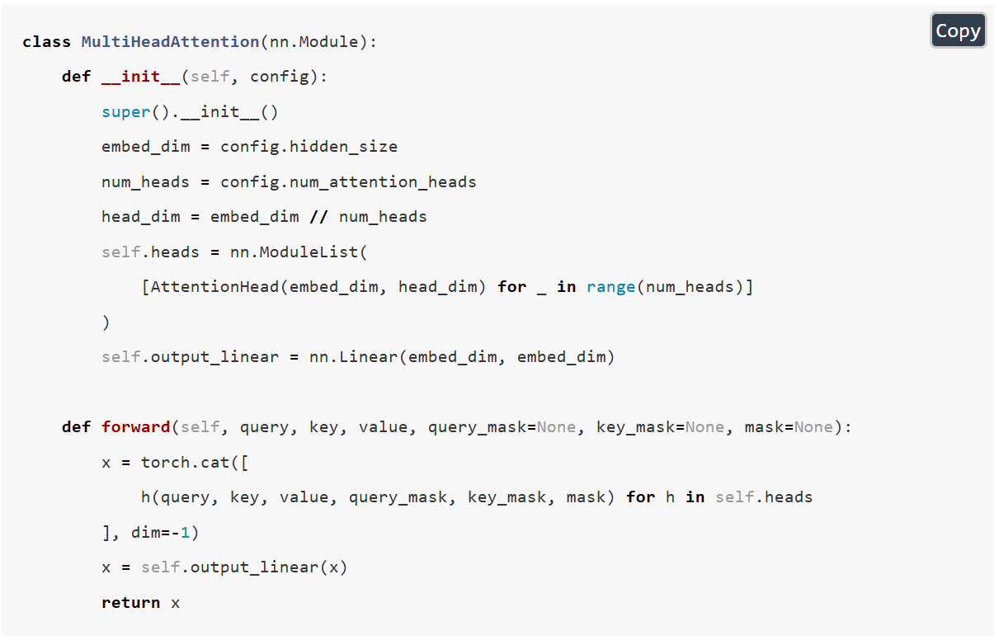 Copy
class MultiHeadAttention(nn.Module):
    def __init__(self, config):
        super().__init__()
        embed_dim = config.hidden_size
        num_heads = config.num_attention_heads
        head_dim = embed_dim // num_heads
        self.heads = nn.ModuleList(
            [AttentionHead(embed_dim, head_dim) for _ in range(num_heads)]
        )
        self.output_linear = nn.Linear(embed_dim, embed_dim)

    def forward(self, query, key, value, query_mask=None, key_mask=None, mask=None):
        x = torch.cat([
            h(query, key, value, query_mask, key_mask, mask) for h in self.heads
        ], dim=-1)
        x = self.output_linear(x)
        return x